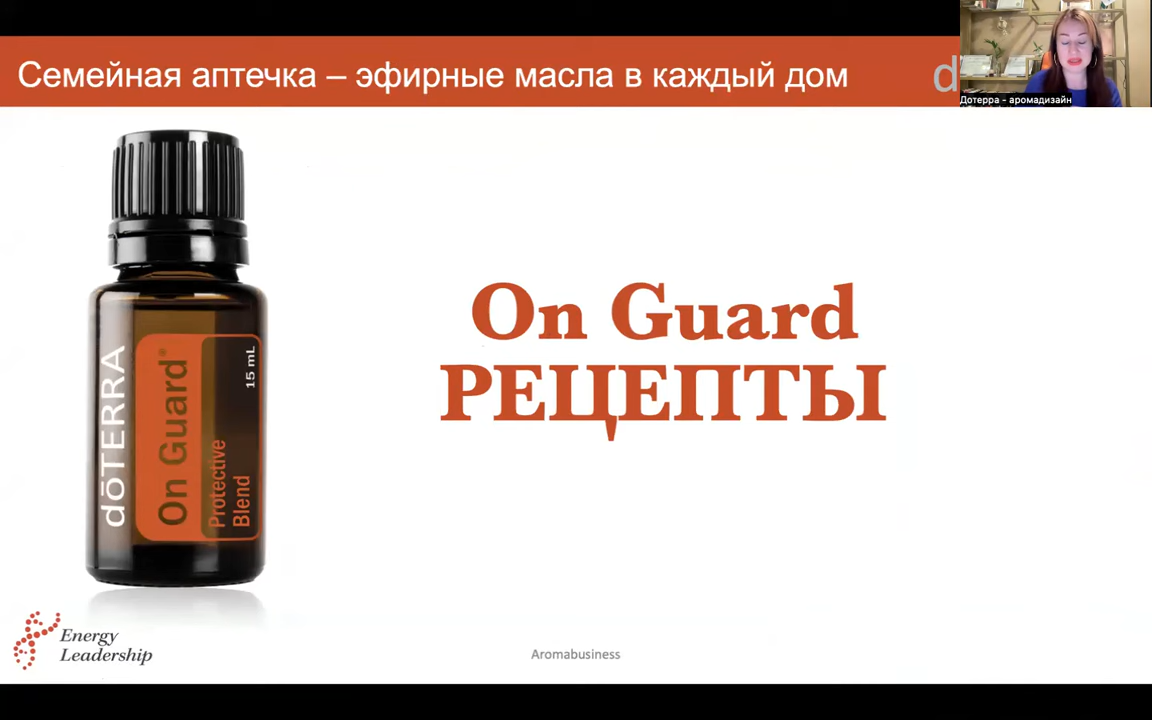 Семейная аптечка – эфирные масла в каждый дом
d
Дотерра - аромадизайн
dōTERRA
On Guard®
Protective
Blend
15 mL
On Guard
РЕЦЕПТЫ
Energy
Leadership
Aromabusiness